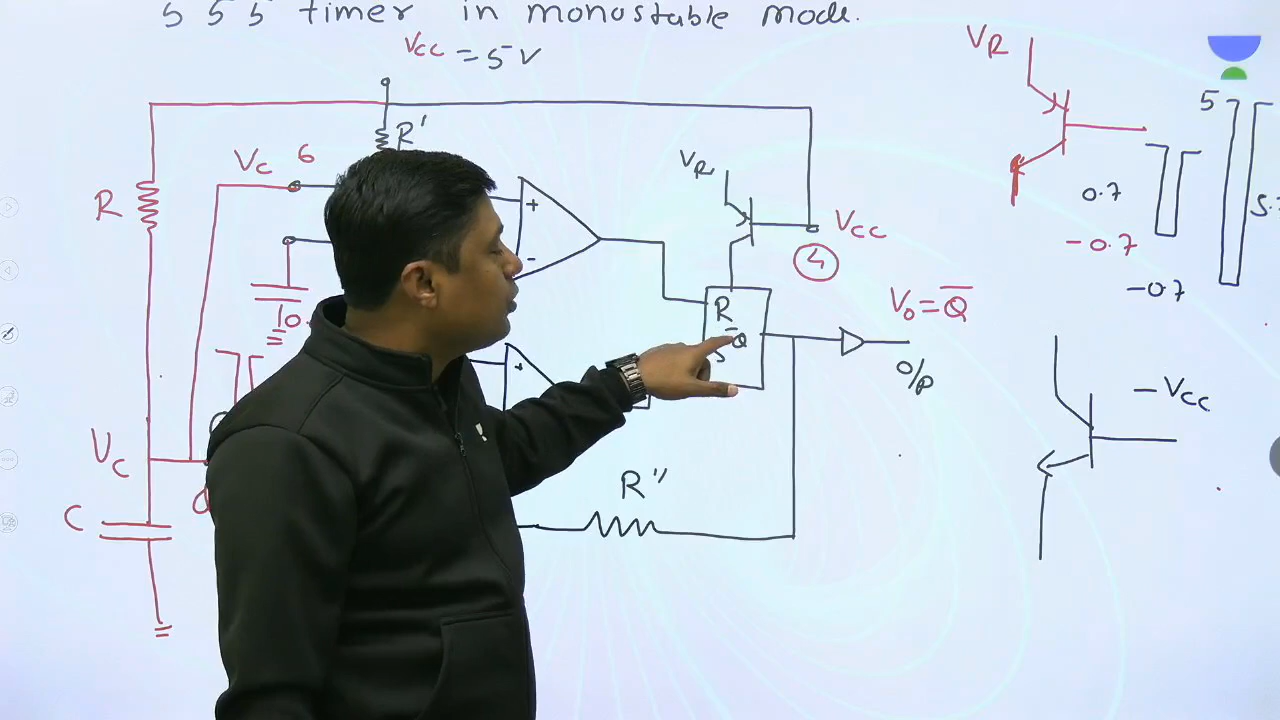 555 timer in monostable mode.
Vcc = 5V
VR
R'
5
Vc 6
VR
R
0.7
+
Vcc
-0.7
-
4
-0.7
10
R
Vo = Q̅
Q̅
S
+
O/P
-Vcc
Vc
R"
C